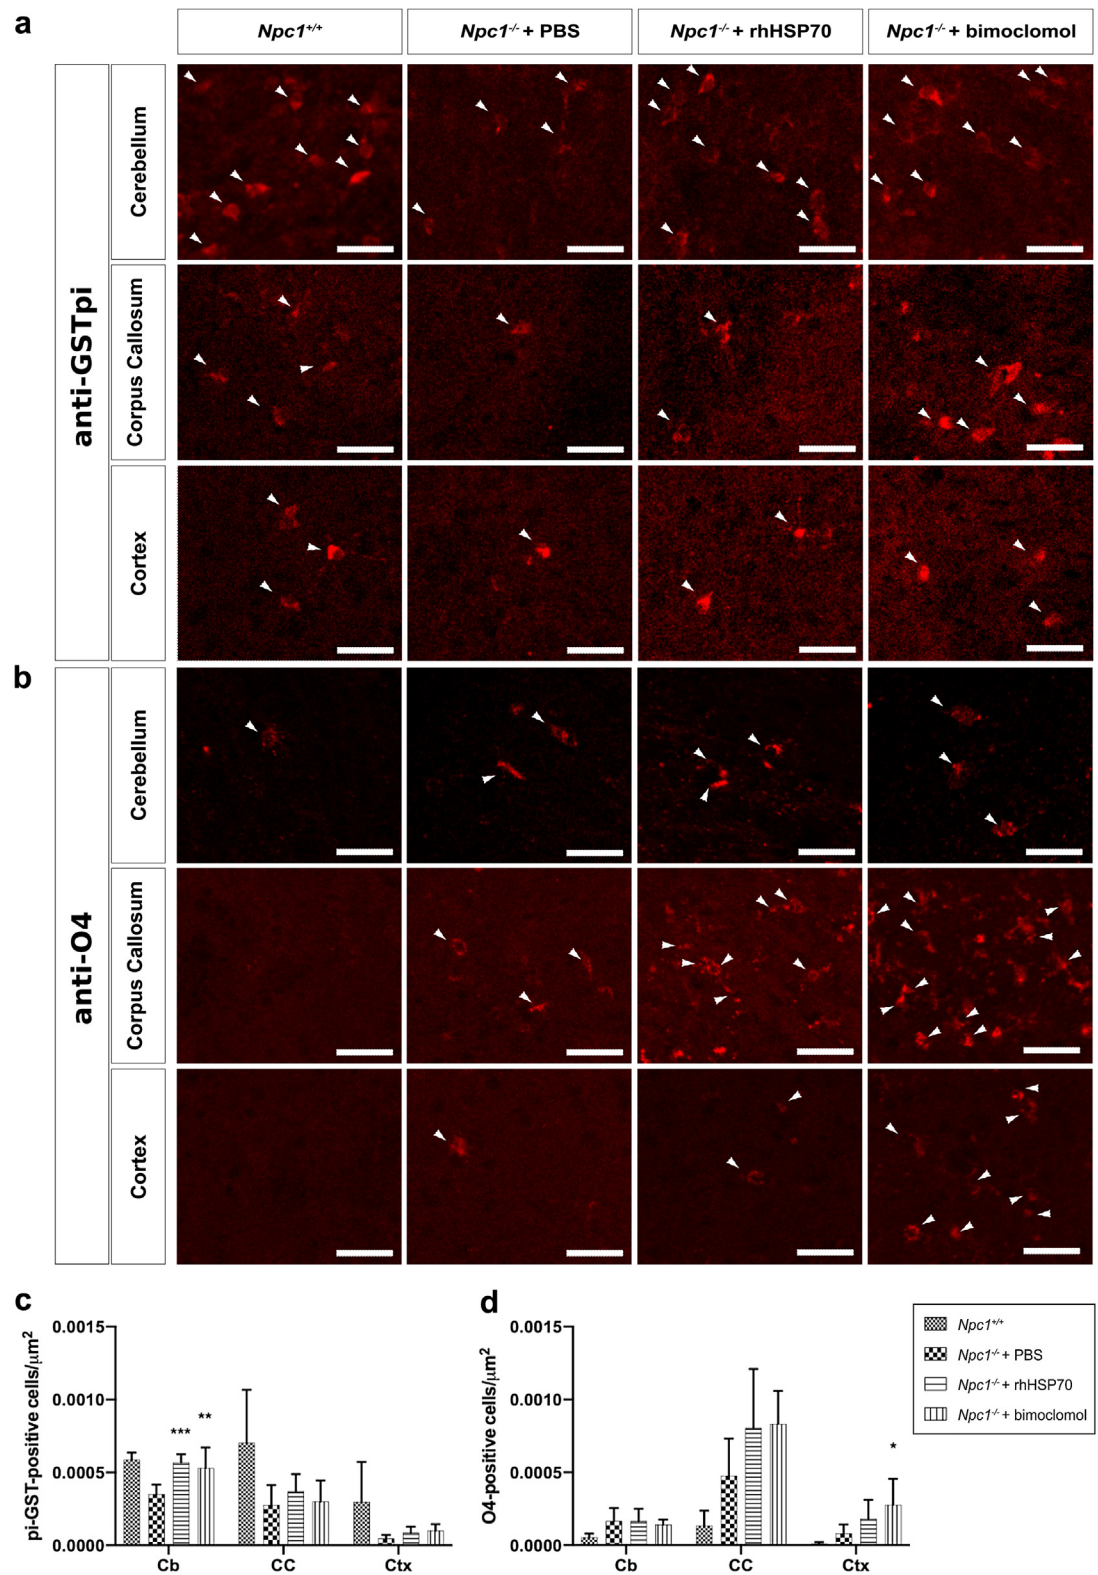 a
Npc1+/+
Npc1-/- + PBS
Npc1-/- + rhHSP70
Npc1-/- + bimoclomol
anti-GSTpi
Cerebellum
Corpus Callosum
Cortex
b
anti-O4
Cerebellum
Corpus Callosum
Cortex
c
pi-GST-positive cells/μm2
0.0015
0.0010
0.0005
0.0000
***
**
Cb
CC
Ctx
d
O4-positive cells/μm2
0.0015
0.0010
0.0005
0.0000
*
Cb
CC
Ctx
Npc1+/+
Npc1-/- + PBS
Npc1-/- + rhHSP70
Npc1-/- + bimoclomol